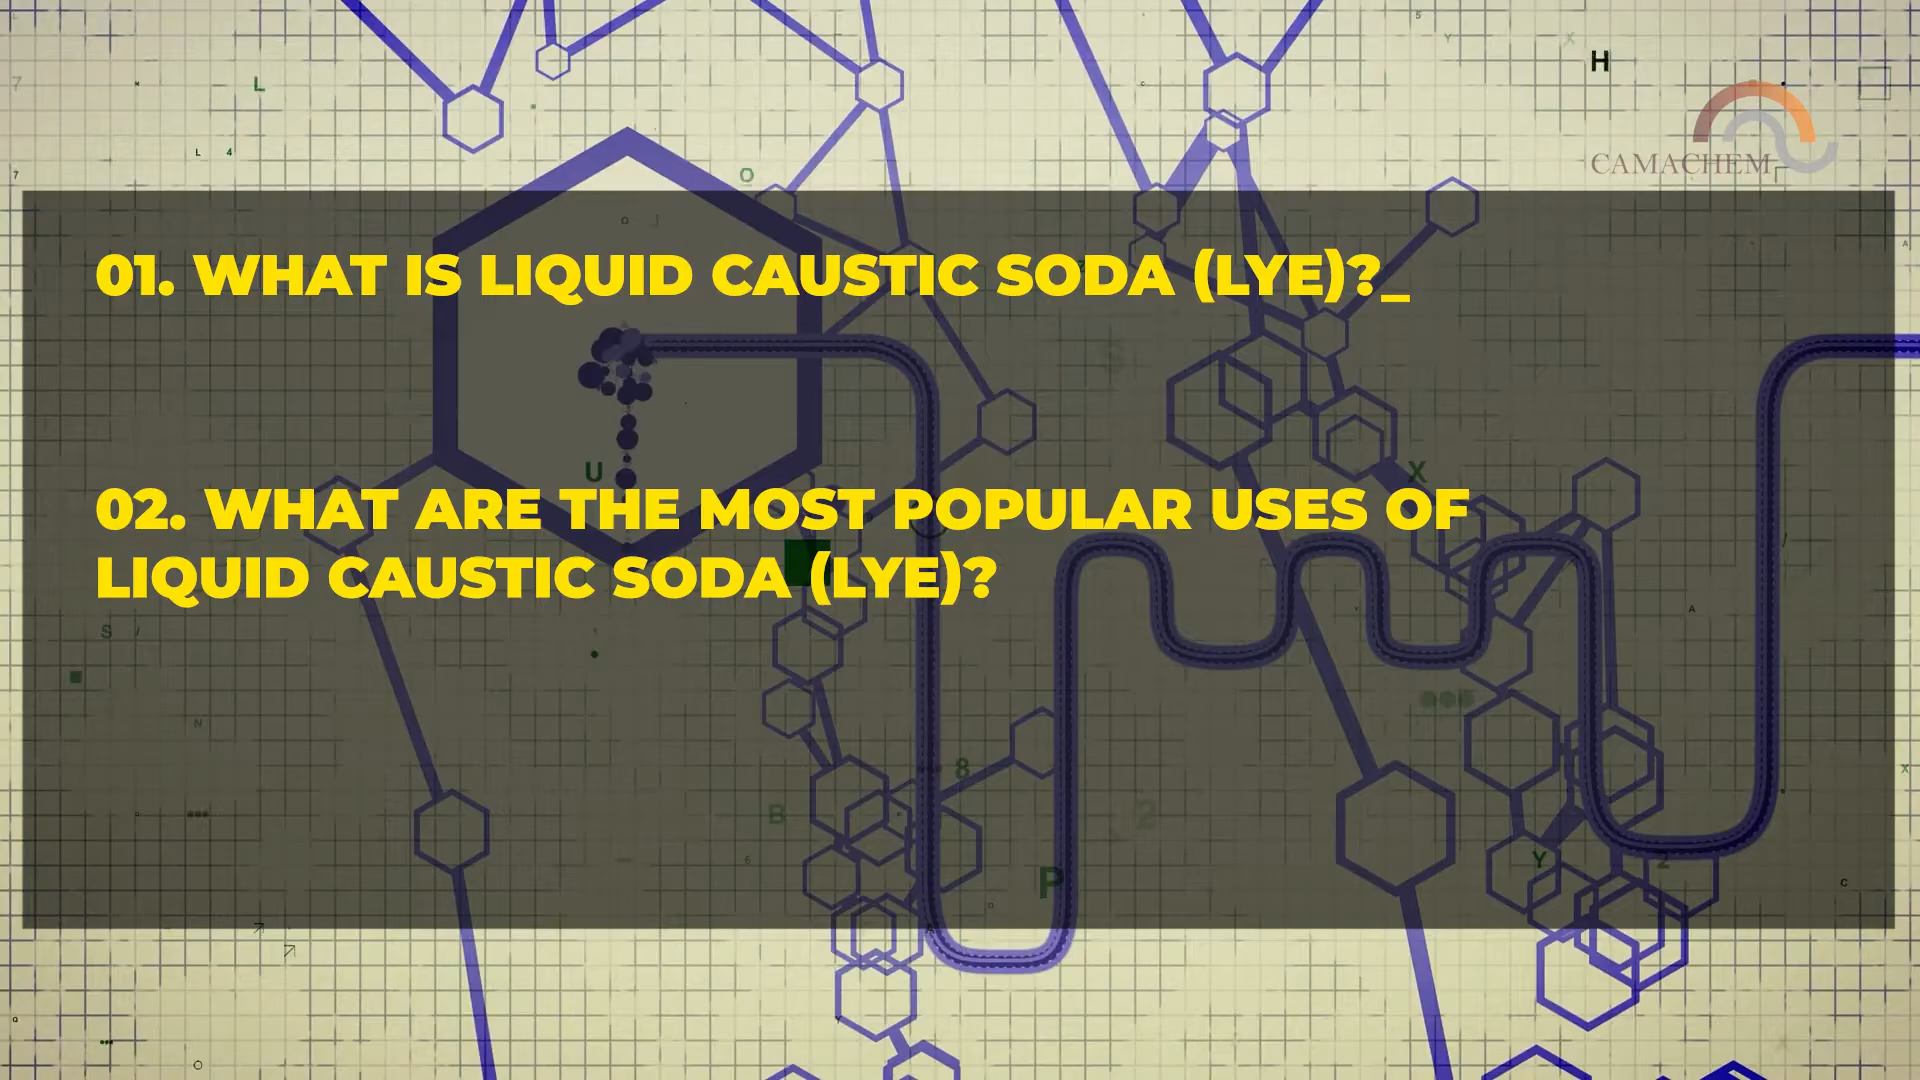 CAMACHEM
01. WHAT IS LIQUID CAUSTIC SODA (LYE)?_
02. WHAT ARE THE MOST POPULAR USES OF
LIQUID CAUSTIC SODA (LYE)?